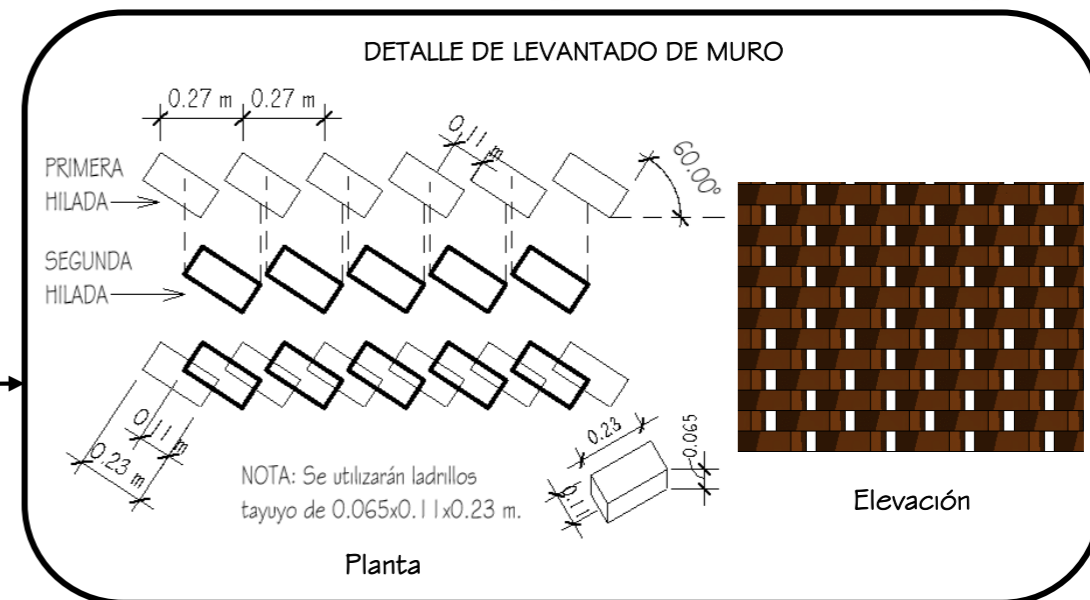 DETALLE DE LEVANTADO DE MURO
0.27 m
0.27 m
0.11 m
60.00°
PRIMERA
HILADA
SEGUNDA
HILADA
0.11 m
0.23 m
0.23
0.065
0.11
NOTA: Se utilizarán ladrillos
tayuyo de 0.065x0.11x0.23 m.
Planta
Elevación